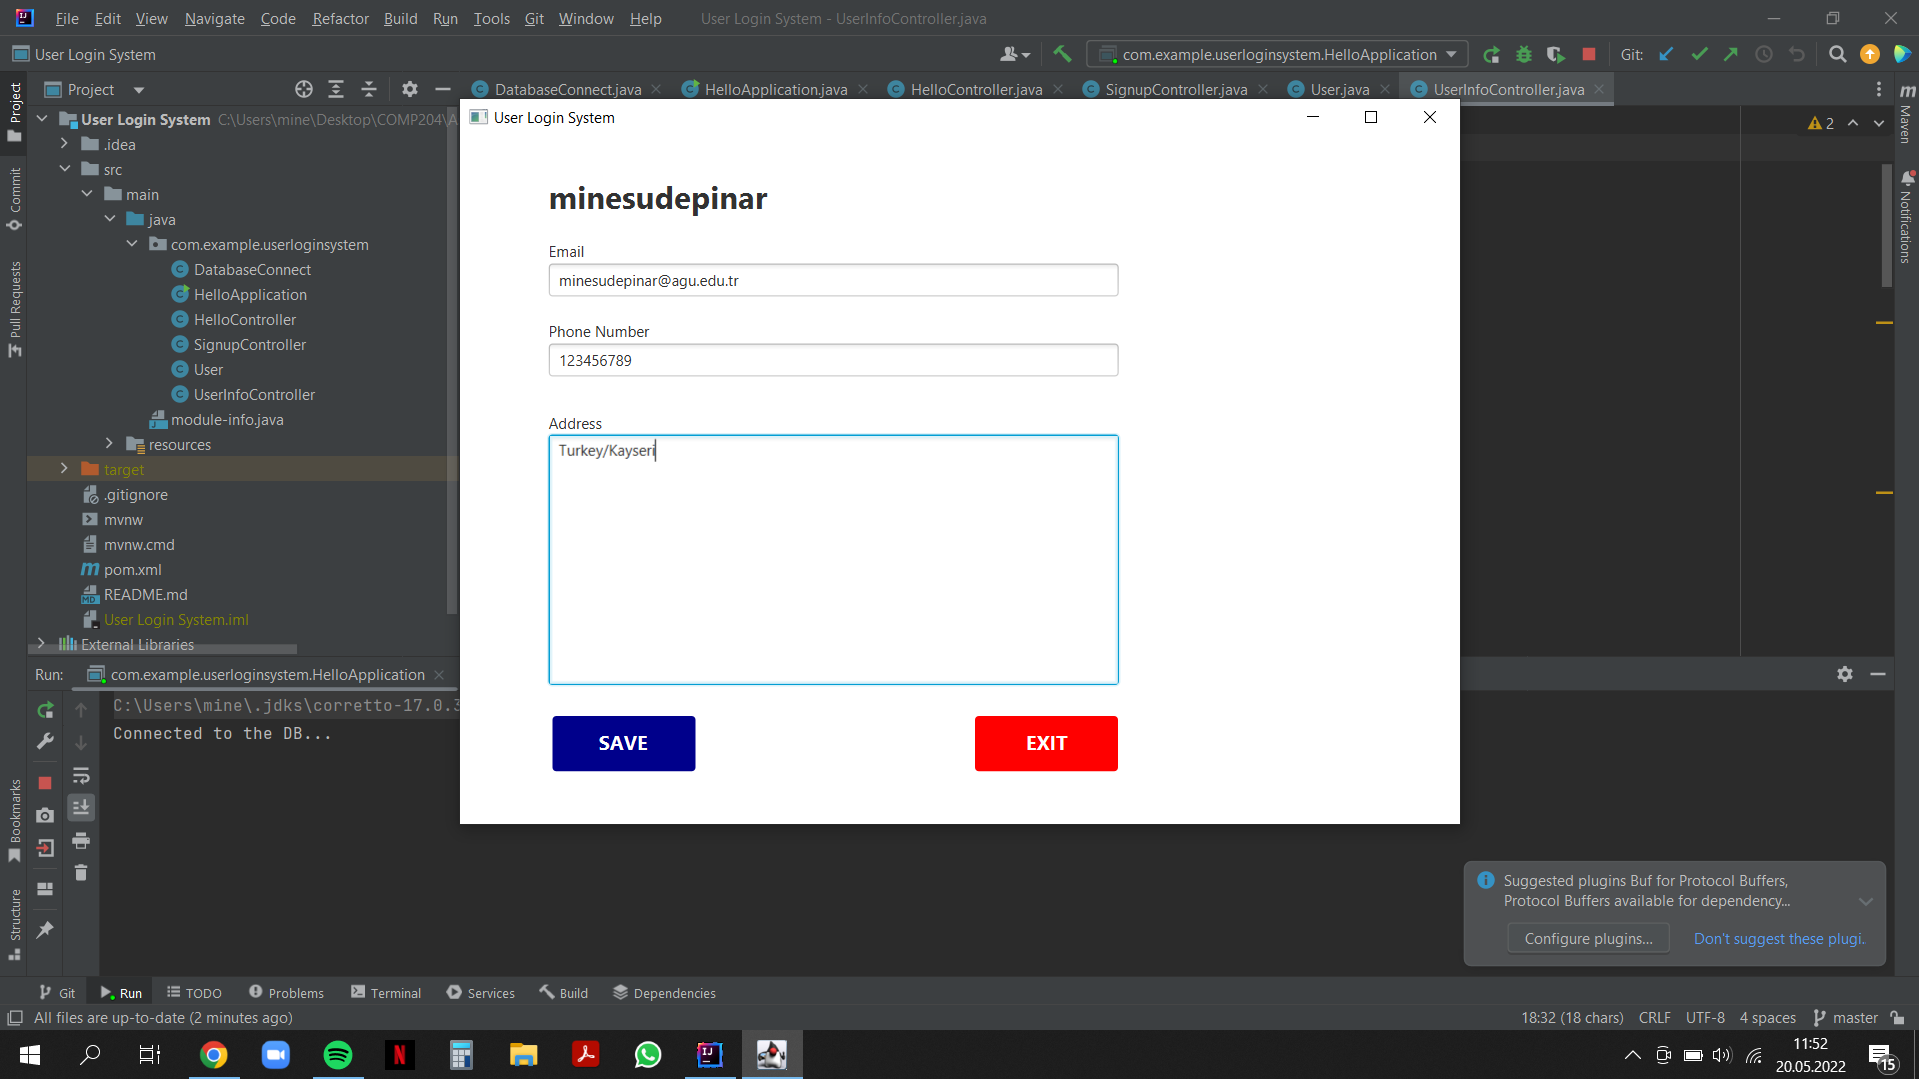 File Edit View Navigate Code Refactor Build Run Tools Git Window Help User Login System - UserInfoController.java
User Login System
com.example.userloginsystem.HelloApplication
Git:
Project
DatabaseConnect.java HelloApplication.java HelloController.java SignupController.java User.java UserInfoController.java
Project
Commit
Pull Requests
Bookmarks
Structure
User Login System C:\Users\mine\Desktop\COMP204\A
.idea
src
main
java
com.example.userloginsystem
DatabaseConnect
HelloApplication
HelloController
SignupController
User
UserInfoController
module-info.java
resources
target
.gitignore
mvnw
mvnw.cmd
pom.xml
README.md
User Login System.iml
External Libraries
User Login System
minesudepinar
Email
minesudepinar@agu.edu.tr
Phone Number
123456789
Address
Turkey/Kayseri
SAVE EXIT
2
Maven
Notifications
Run: com.example.userloginsystem.HelloApplication
C:\Users\mine\.jdks\corretto-17.0.3
Connected to the DB...
Suggested plugins Buf for Protocol Buffers,
Protocol Buffers available for dependency...
Configure plugins... Don't suggest these plugi.
Git Run TODO Problems Terminal Services Build Dependencies
All files are up-to-date (2 minutes ago) 18:32 (18 chars) CRLF UTF-8 4 spaces master
11:52
20.05.2022
15